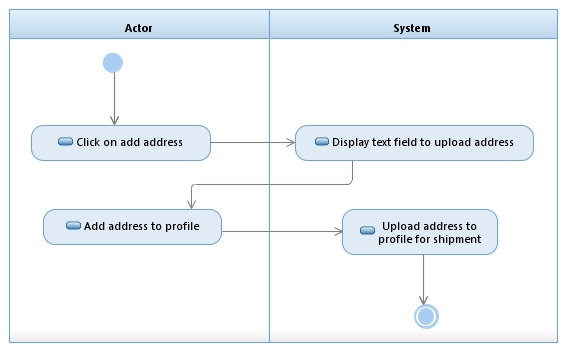 Actor
System
Click on add address
Display text field to upload address
Add address to profile
Upload address to
profile for shipment